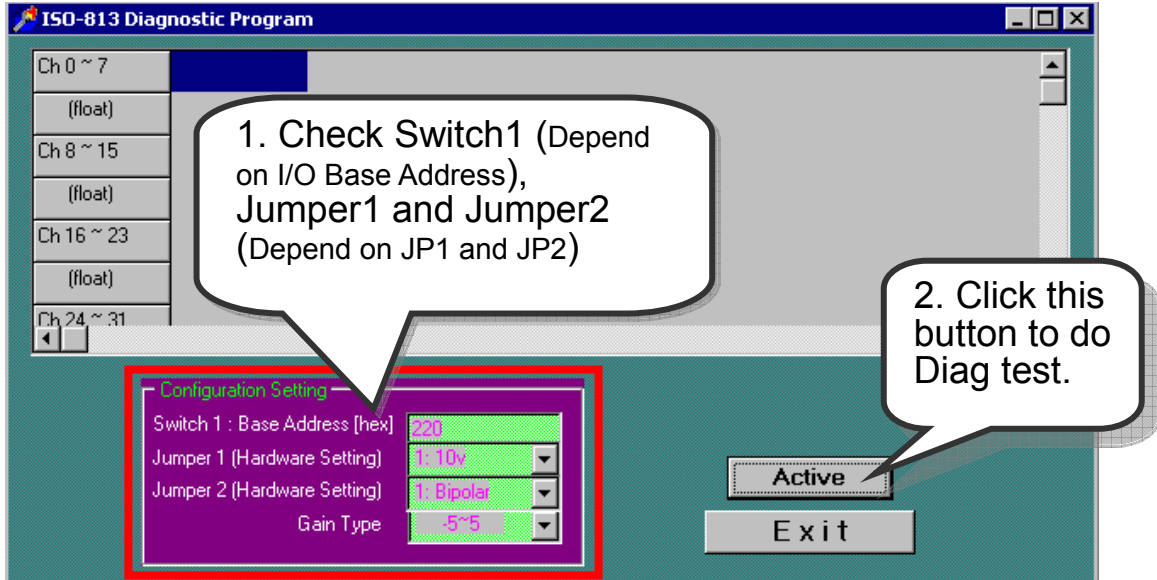 ISO-813 Diagnostic Program
Ch 0 ~ 7
(float)
Ch 8 ~ 15
(float)
Ch 16 ~ 23
(float)
Ch 24 ~ 31
1. Check Switch1 (Depend
on I/O Base Address),
Jumper1 and Jumper2
(Depend on JP1 and JP2)
2. Click this
button to do
Diag test.
Configuration Setting
Switch 1 : Base Address [hex] 220
Jumper 1 (Hardware Setting) 1: 10v
Jumper 2 (Hardware Setting) 1: Bipolar
Gain Type -5~5
Active
Exit